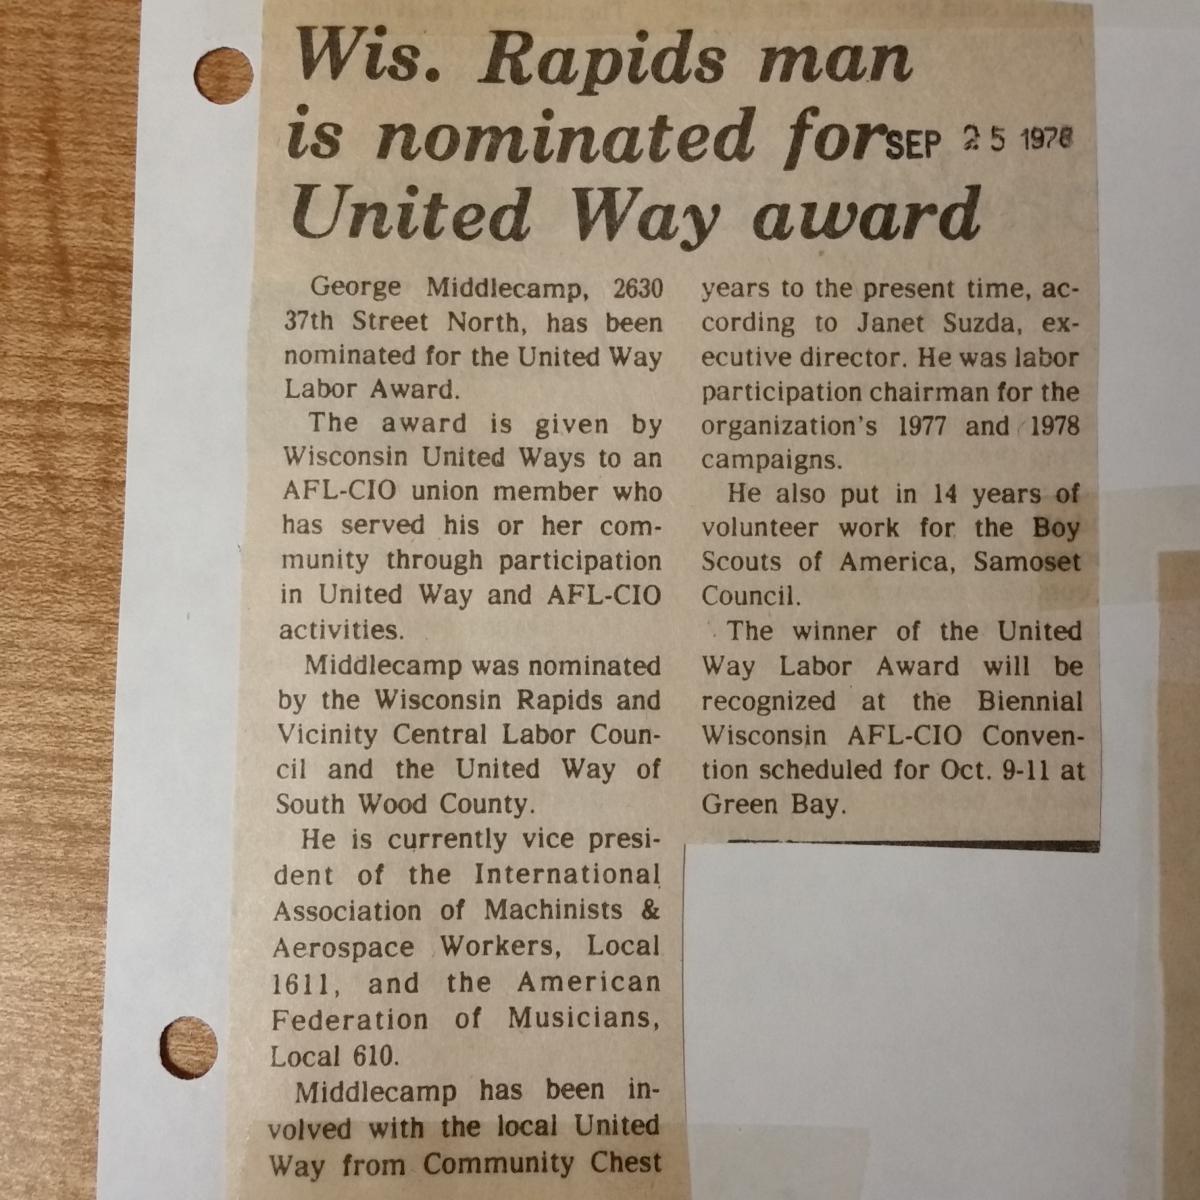 Wis. Rapids man
is nominated for
SEP 25 1978
United Way award
George Middlecamp, 2630
37th Street North, has been
nominated for the United Way
Labor Award.
The award is given by
Wisconsin United Ways to an
AFL-CIO union member who
has served his or her com-
munity through participation
in United Way and AFL-CIO
activities.
Middlecamp was nominated
by the Wisconsin Rapids and
Vicinity Central Labor Coun-
cil and the United Way of
South Wood County.
He is currently vice presi-
dent of the International
Association of Machinists &
Aerospace Workers, Local
1611, and the American
Federation of Musicians,
Local 610.
Middlecamp has been in-
volved with the local United
Way from Community Chest
years to the present time, ac-
cording to Janet Suzda, ex-
ecutive director. He was labor
participation chairman for the
organization's 1977 and 1978
campaigns.
He also put in 14 years of
volunteer work for the Boy
Scouts of America, Samoset
Council.
The winner of the United
Way Labor Award will be
recognized at the Biennial
Wisconsin AFL-CIO Conven-
tion scheduled for Oct. 9-11 at
Green Bay.